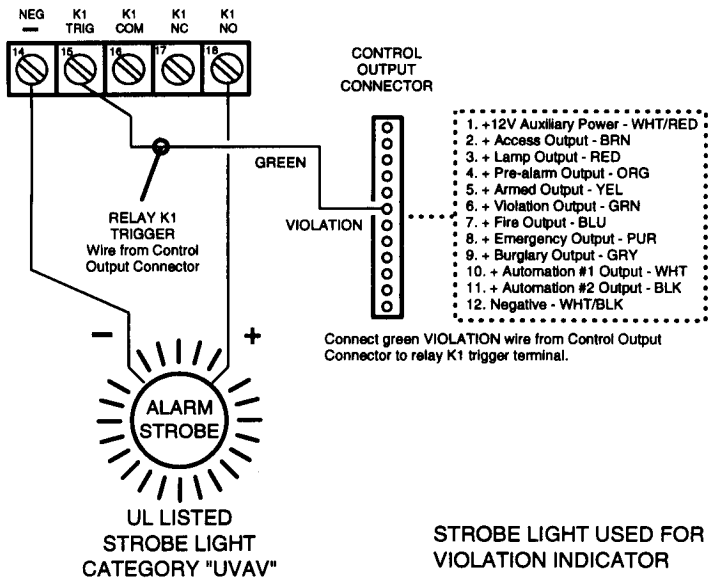 NEG K1 K1 K1 K1
— TRIG COM NC NO
14 15 16 17 18
CONTROL
OUTPUT
CONNECTOR
1. +12V Auxiliary Power - WHT/RED
2. + Access Output - BRN
3. + Lamp Output - RED
4. + Pre-alarm Output - ORG
5. + Armed Output - YEL
6. + Violation Output - GRN
7. + Fire Output - BLU
8. + Emergency Output - PUR
9. + Burglary Output - GRY
10. + Automation #1 Output - WHT
11. + Automation #2 Output - BLK
12. Negative - WHT/BLK
GREEN
VIOLATION
RELAY K1
TRIGGER
Wire from Control
Output Connector
Connect green VIOLATION wire from Control Output
Connector to relay K1 trigger terminal.
— +
ALARM
STROBE
UL LISTED
STROBE LIGHT
CATEGORY "UVAV"
STROBE LIGHT USED FOR
VIOLATION INDICATOR